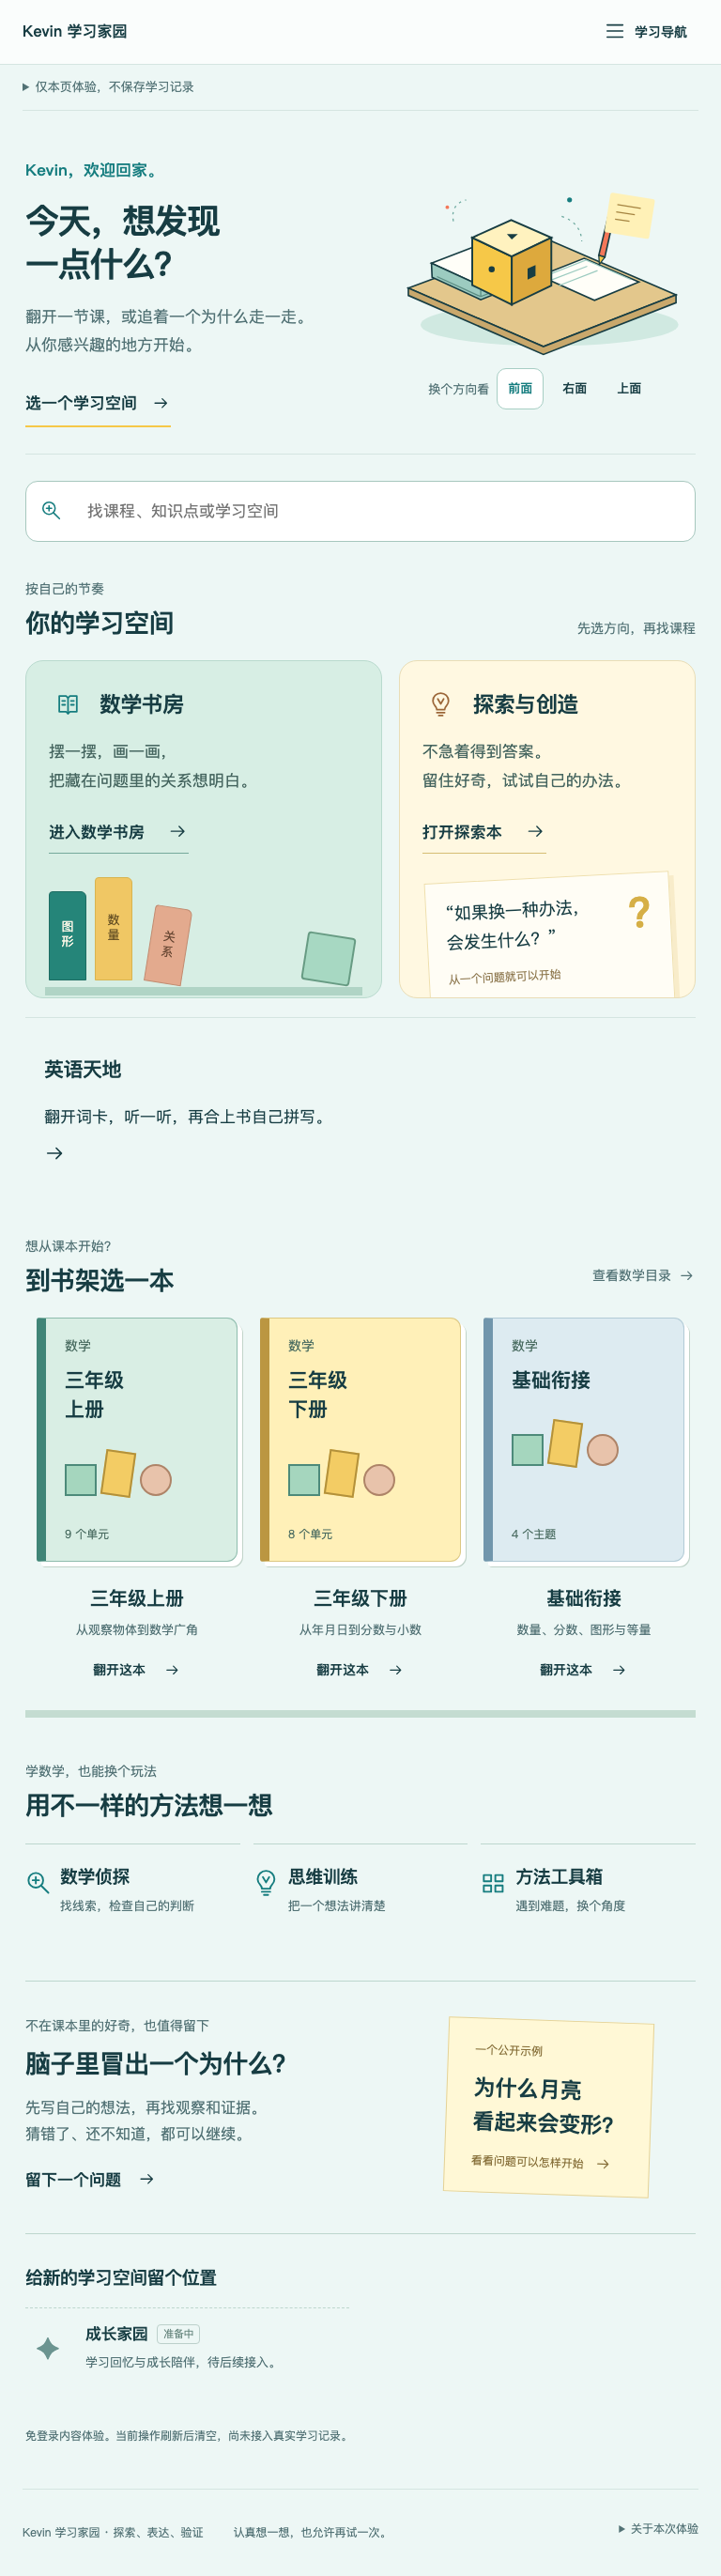 Kevin 学习家园
学习导航
仅本页体验，不保存学习记录
Kevin，欢迎回家。
今天，想发现
一点什么？
翻开一节课，或追着一个为什么走一走。
从你感兴趣的地方开始。
选一个学习空间
换个方向看 前面 右面 上面
找课程、知识点或学习空间
按自己的节奏
你的学习空间
先选方向，再找课程
数学书房
摆一摆，画一画，
把藏在问题里的关系想明白。
进入数学书房
图形
数量
关系
探索与创造
不急着得到答案。
留住好奇，试试自己的办法。
打开探索本
“如果换一种办法，
会发生什么？”
?
从一个问题就可以开始
英语天地
翻开词卡，听一听，再合上书自己拼写。
想从课本开始？
到书架选一本
查看数学目录
数学
三年级
上册
9 个单元
三年级上册
从观察物体到数学广角
翻开这本
数学
三年级
下册
8 个单元
三年级下册
从年月日到分数与小数
翻开这本
数学
基础衔接
4 个主题
基础衔接
数量、分数、图形与等量
翻开这本
学数学，也能换个玩法
用不一样的方法想一想
数学侦探
找线索，检查自己的判断
思维训练
把一个想法讲清楚
方法工具箱
遇到难题，换个角度
不在课本里的好奇，也值得留下
脑子里冒出一个为什么？
先写自己的想法，再找观察和证据。
猜错了、还不知道，都可以继续。
留下一个问题
一个公开示例
为什么月亮
看起来会变形？
看看问题可以怎样开始
给新的学习空间留个位置
成长家园 准备中
学习回忆与成长陪伴，待后续接入。
免登录内容体验。当前操作刷新后清空，尚未接入真实学习记录。
Kevin 学习家园 · 探索、表达、验证
认真想一想，也允许再试一次。
关于本次体验